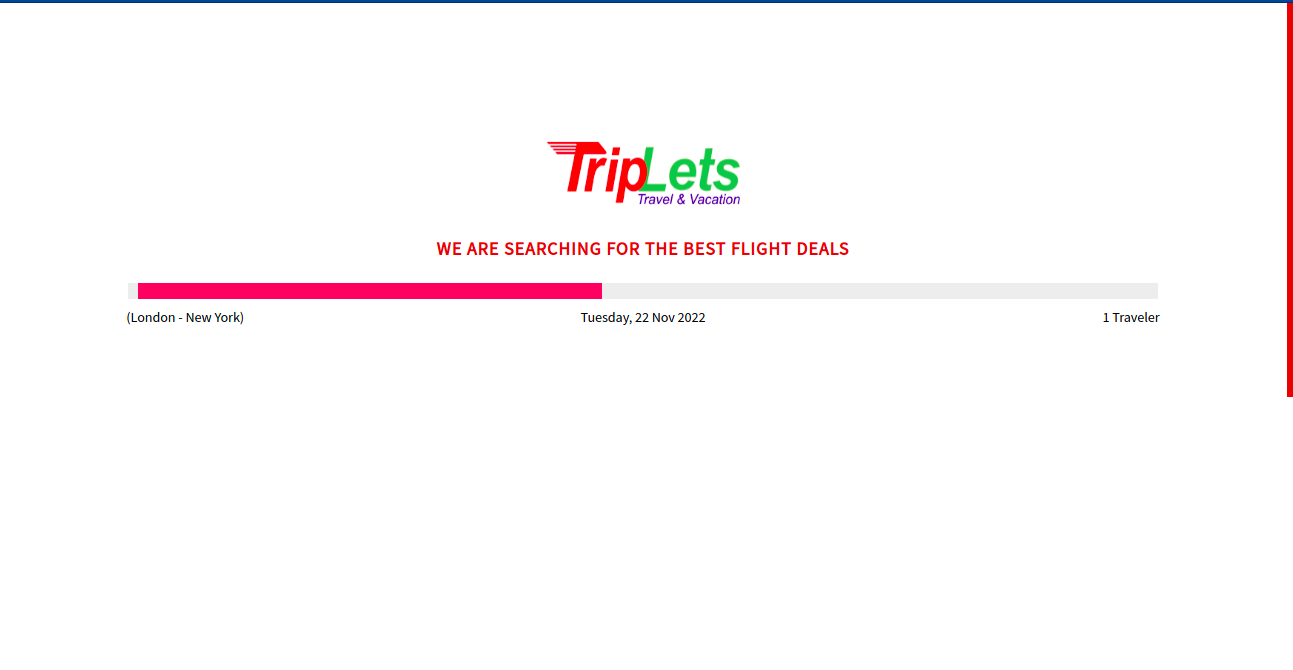 TripLets
Travel & Vacation
WE ARE SEARCHING FOR THE BEST FLIGHT DEALS
(London - New York)
Tuesday, 22 Nov 2022
1 Traveler